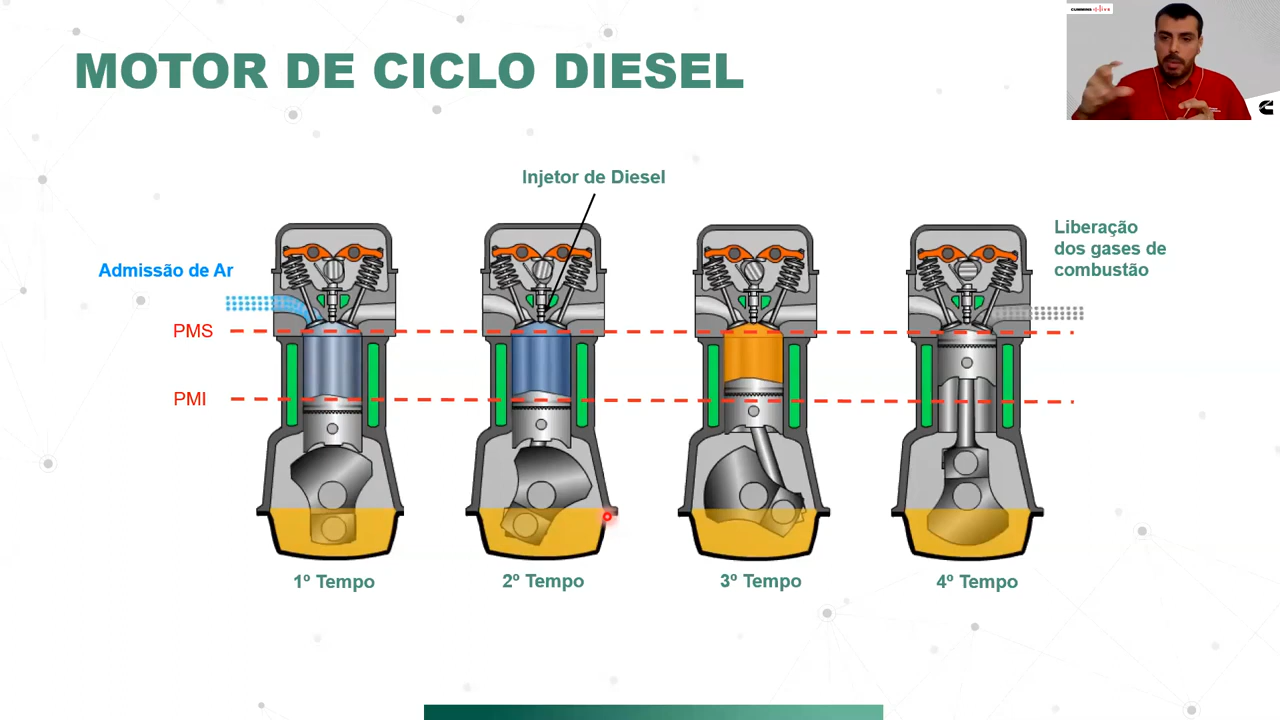 MOTOR DE CICLO DIESEL
CUMMINS
Injetor de Diesel
Liberação
dos gases de
combustão
Admissão de Ar
PMS
PMI
1º Tempo
2º Tempo
3º Tempo
4º Tempo